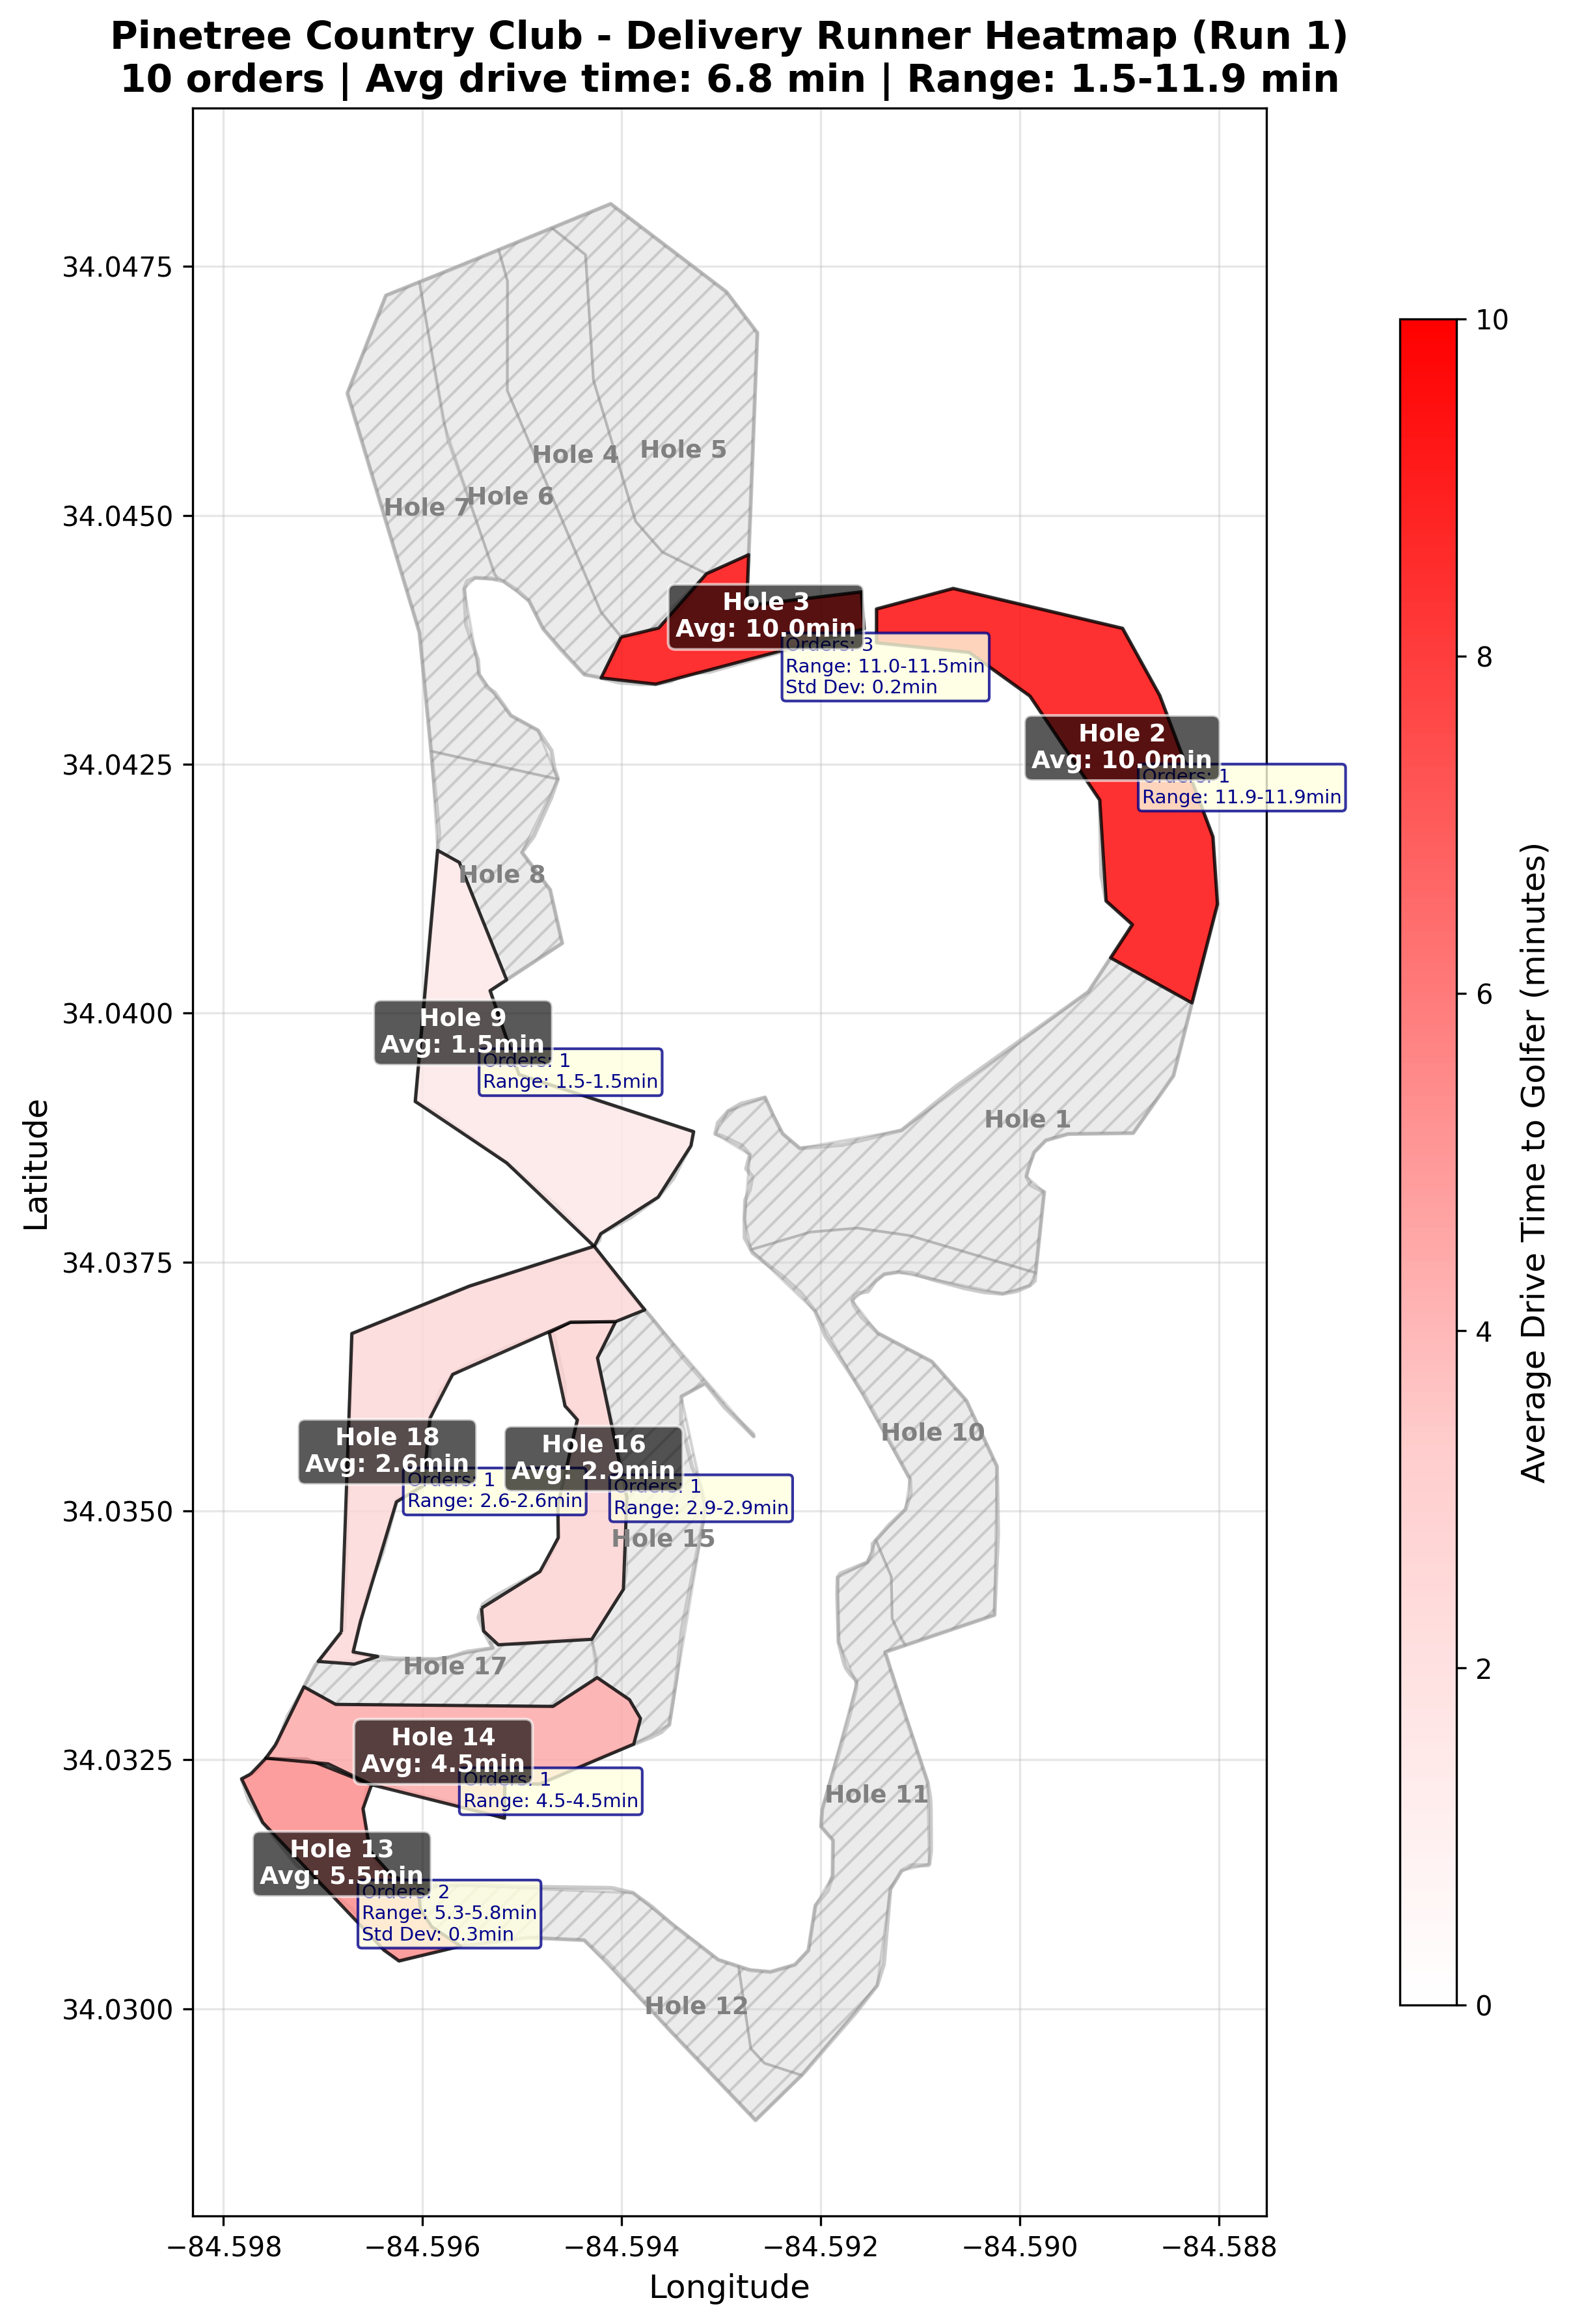 Pinetree Country Club - Delivery Runner Heatmap (Run 1)
10 orders | Avg drive time: 6.8 min | Range: 1.5-11.9 min
34.0475
34.0450
34.0425
34.0400
34.0375
34.0350
34.0325
34.0300
Latitude
−84.598
−84.596
−84.594
−84.592
−84.590
−84.588
Longitude
Hole 4
Hole 5
Hole 6
Hole 7
Hole 3
Avg: 10.0min
Orders: 3
Range: 11.0-11.5min
Std Dev: 0.2min
Hole 2
Avg: 10.0min
Orders: 1
Range: 11.9-11.9min
Hole 8
Hole 9
Avg: 1.5min
Orders: 1
Range: 1.5-1.5min
Hole 1
Hole 10
Hole 18
Avg: 2.6min
Orders: 1
Range: 2.6-2.6min
Hole 16
Avg: 2.9min
Orders: 1
Range: 2.9-2.9min
Hole 15
Hole 17
Hole 14
Avg: 4.5min
Orders: 1
Range: 4.5-4.5min
Hole 11
Hole 13
Avg: 5.5min
Orders: 2
Range: 5.3-5.8min
Std Dev: 0.3min
Hole 12
10
8
6
4
2
0
Average Drive Time to Golfer (minutes)